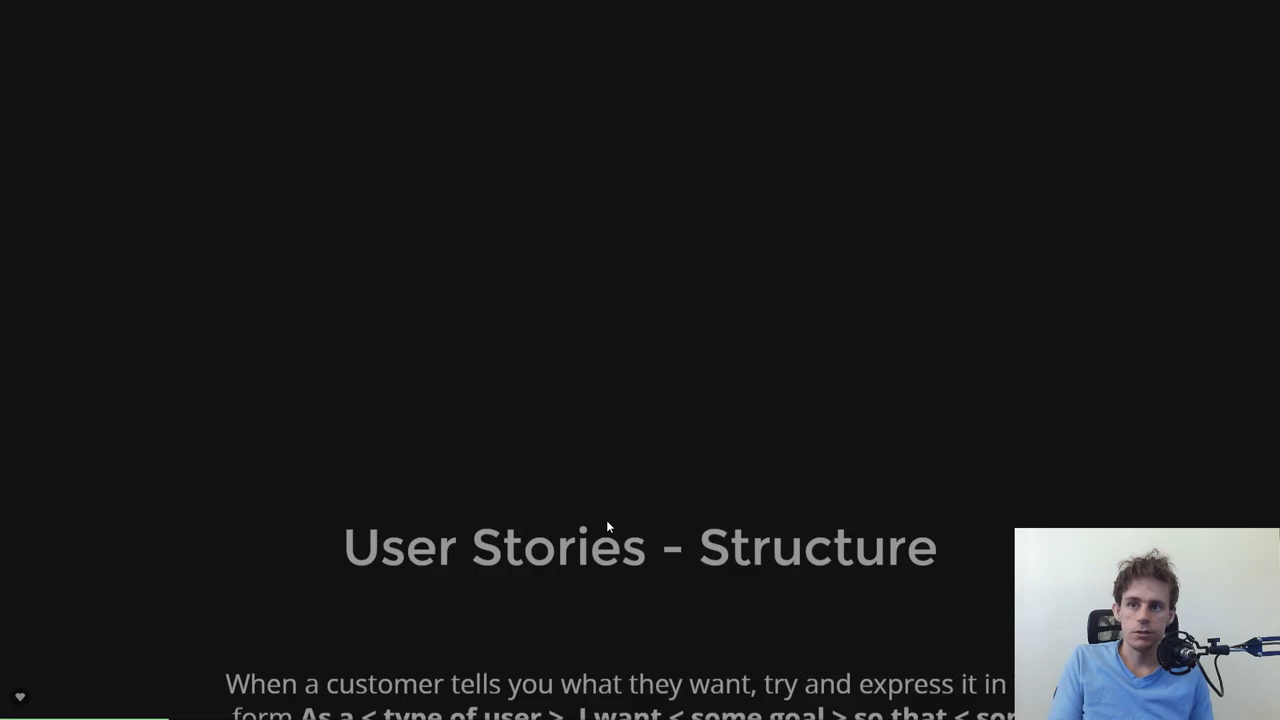 User Stories - Structure
When a customer tells you what they want, try and express it in
form As a < type of user >, I want < some goal > so that <